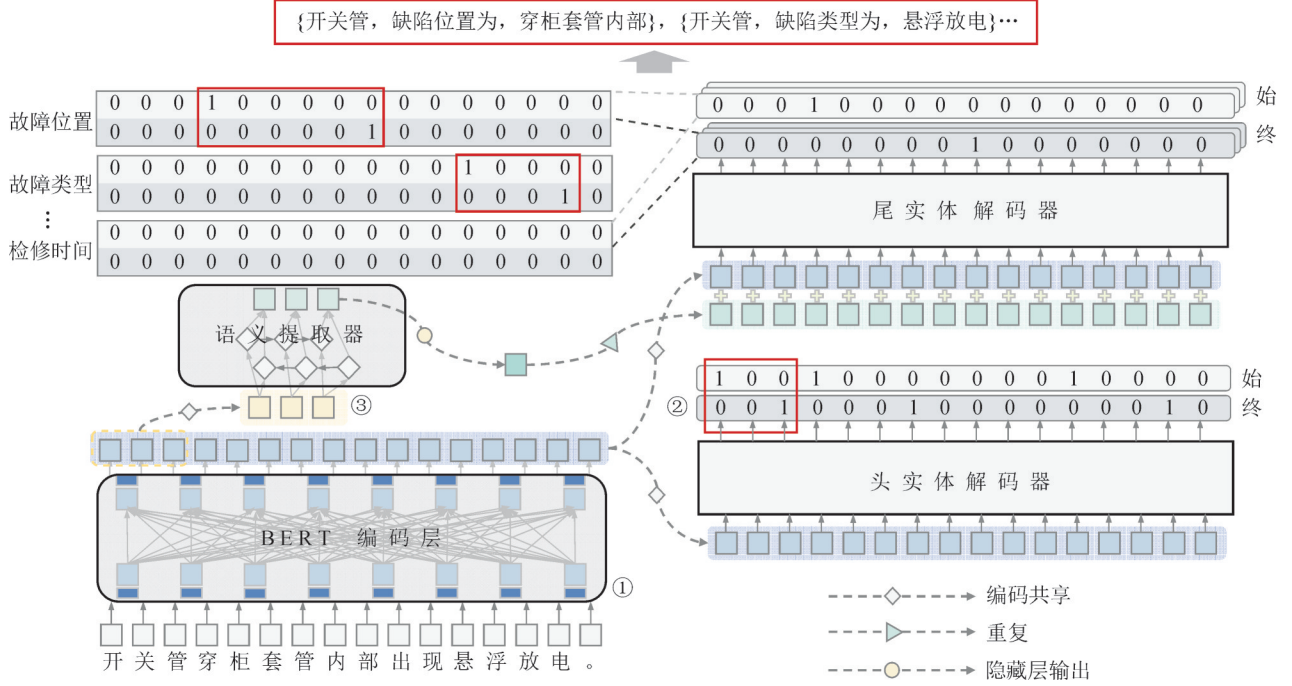 {开关管，缺陷位置为，穿柜套管内部}，{开关管，缺陷类型为，悬浮放电}…
故障位置
0 0 0 1 0 0 0 0 0 0 0 0 0 0 0 0
0 0 0 0 0 0 0 0 1 0 0 0 0 0 0 0
故障类型
0 0 0 0 0 0 0 0 0 0 0 1 0 0 0 0
0 0 0 0 0 0 0 0 0 0 0 0 0 0 1 0
⋮
检修时间
0 0 0 0 0 0 0 0 0 0 0 0 0 0 0 0
0 0 0 0 0 0 0 0 0 0 0 0 0 0 0 0
0 0 0 1 0 0 0 0 0 0 0 0 0 0 0 0 始
0 0 0 0 0 0 0 0 1 0 0 0 0 0 0 0 终
尾实体解码器
语义提取器
③
1 0 0 1 0 0 0 0 0 0 0 1 0 0 0 0 始
② 0 0 1 0 0 0 1 0 0 0 0 0 0 0 1 0 终
头实体解码器
BERT 编码层
①
开关管穿柜套管内部出现悬浮放电。
编码共享
重复
隐藏层输出